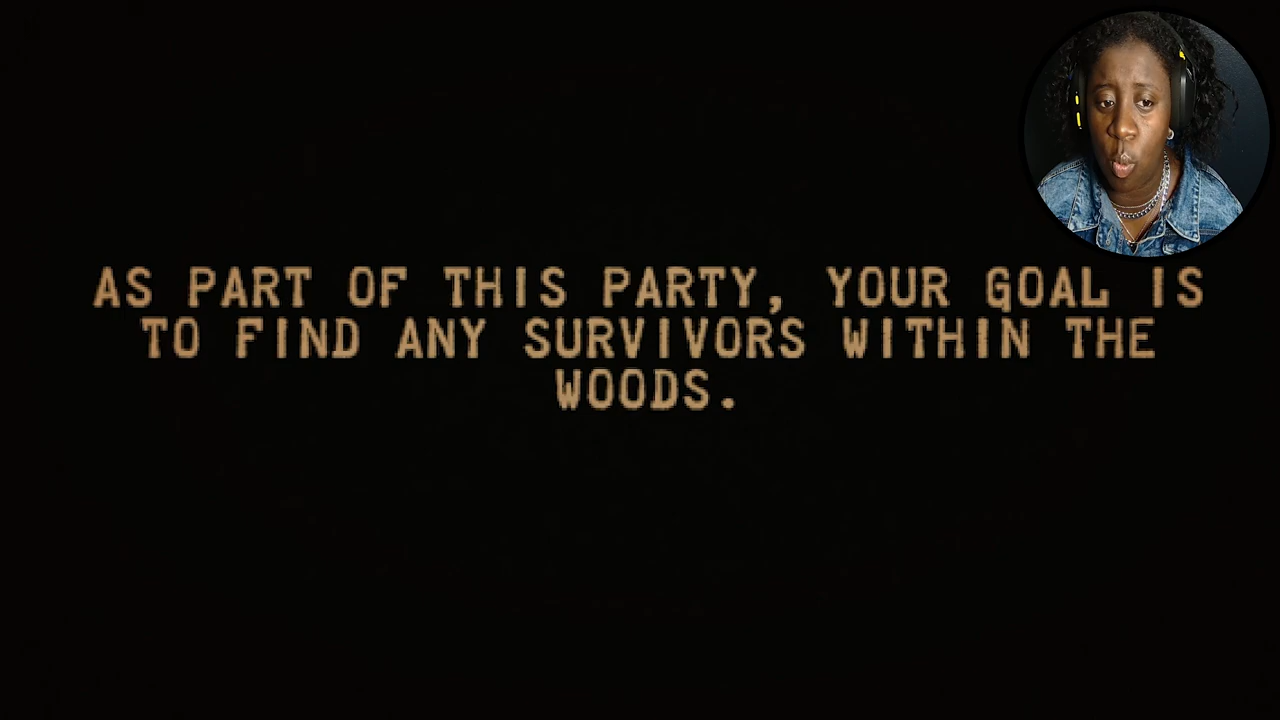 AS PART OF THIS PARTY, YOUR GOAL IS
TO FIND ANY SURVIVORS WITHIN THE
WOODS.